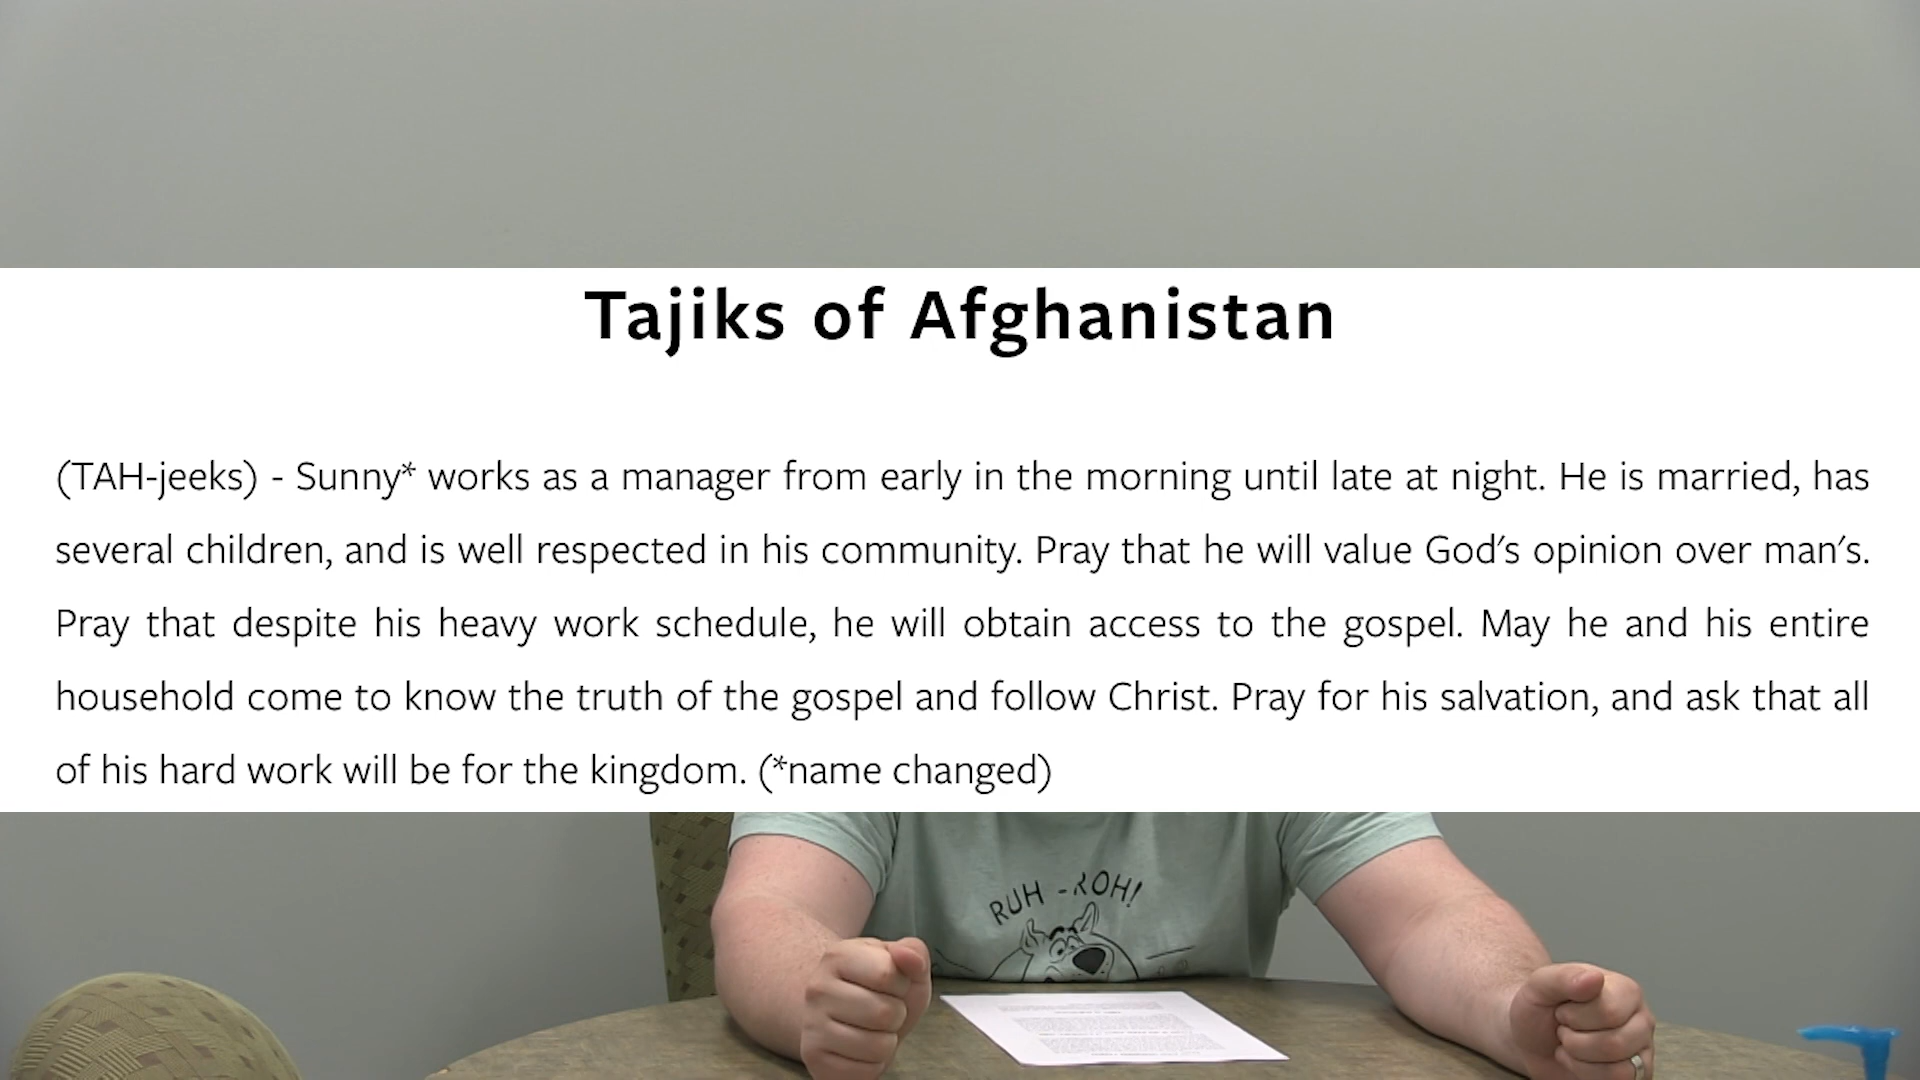 Tajiks of Afghanistan
(TAH-jeeks) - Sunny* works as a manager from early in the morning until late at night. He is married, has
several children, and is well respected in his community. Pray that he will value God's opinion over man's.
Pray that despite his heavy work schedule, he will obtain access to the gospel. May he and his entire
household come to know the truth of the gospel and follow Christ. Pray for his salvation, and ask that all
of his hard work will be for the kingdom. (*name changed)
RUH-ROH!